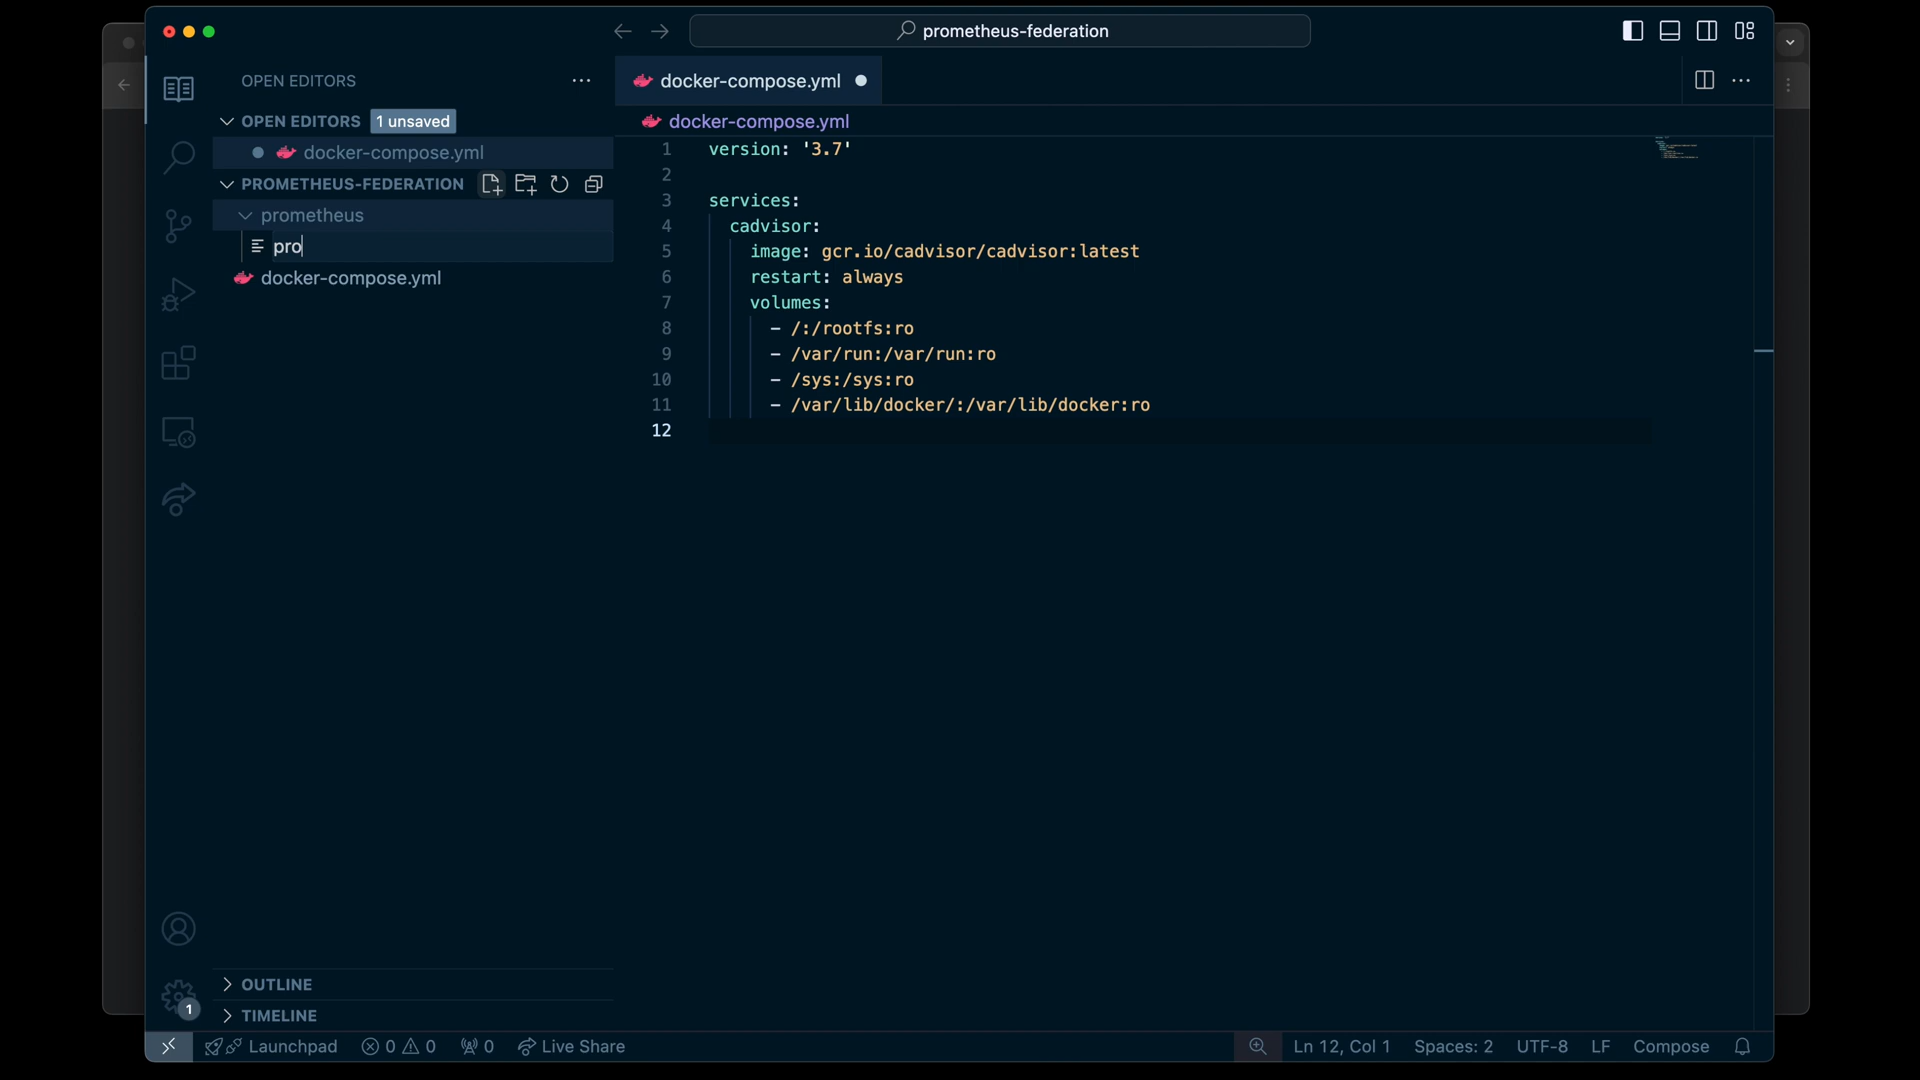 prometheus-federation
OPEN EDITORS
OPEN EDITORS 1 unsaved
docker-compose.yml
PROMETHEUS-FEDERATION
prometheus
pro
docker-compose.yml
OUTLINE
TIMELINE
docker-compose.yml
docker-compose.yml
1 version: '3.7'
2
3 services:
4 cadvisor:
5 image: gcr.io/cadvisor/cadvisor:latest
6 restart: always
7 volumes:
8 - /:/rootfs:ro
9 - /var/run:/var/run:ro
10 - /sys:/sys:ro
11 - /var/lib/docker/:/var/lib/docker:ro
12
1
Launchpad 0 0 0 Live Share Ln 12, Col 1 Spaces: 2 UTF-8 LF Compose